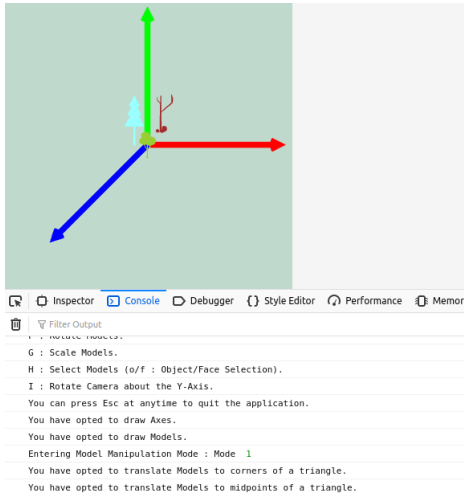 Inspector Console Debugger {} Style Editor Performance Memor
Filter Output
F : Rotate Models.
G : Scale Models.
H : Select Models (o/f : Object/Face Selection).
I : Rotate Camera about the Y-Axis.
You can press Esc at anytime to quit the application.
You have opted to draw Axes.
You have opted to draw Models.
Entering Model Manipulation Mode : Mode 1
You have opted to translate Models to corners of a triangle.
You have opted to translate Models to midpoints of a triangle.